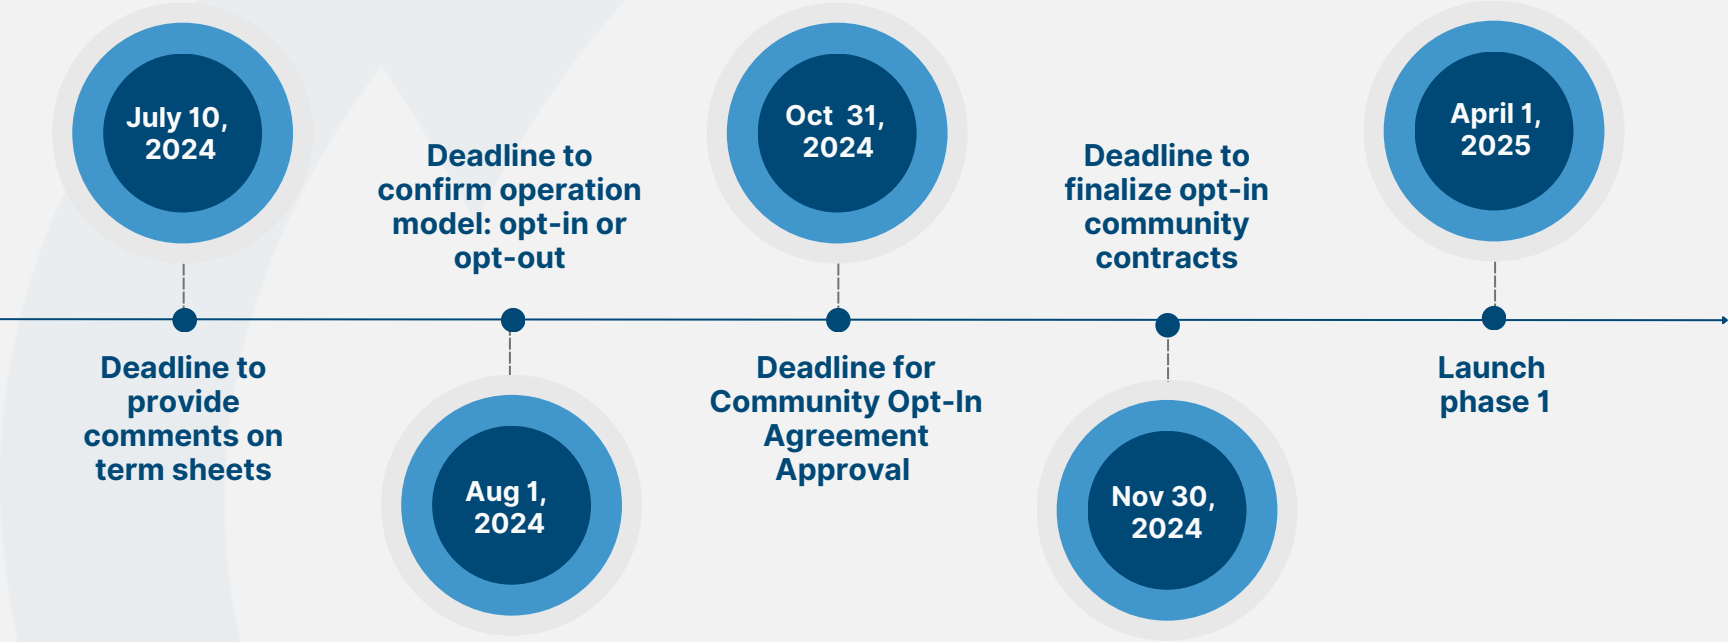 July 10,
2024
Deadline to
provide
comments on
term sheets
Deadline to
confirm operation
model: opt-in or
opt-out
Aug 1,
2024
Oct 31,
2024
Deadline for
Community Opt-In
Agreement
Approval
Deadline to
finalize opt-in
community
contracts
Nov 30,
2024
April 1,
2025
Launch
phase 1